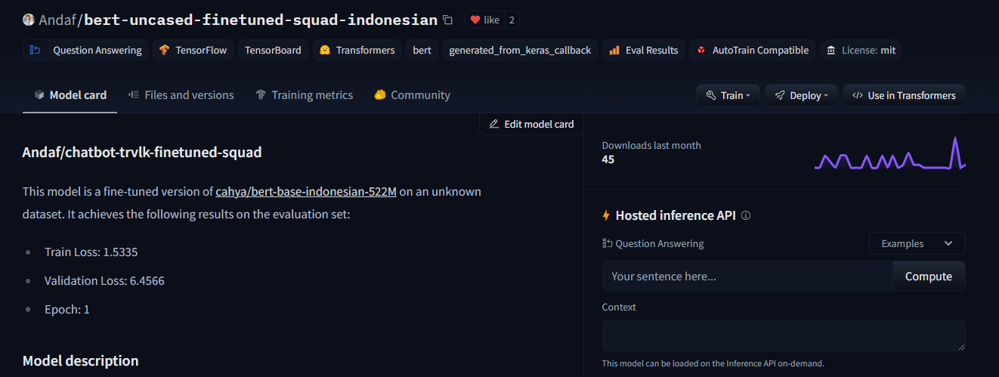 Andaf/bert-uncased-finetuned-squad-indonesian like 2
Question Answering TensorFlow TensorBoard Transformers bert generated_from_keras_callback Eval Results AutoTrain Compatible License: mit
Model card Files and versions Training metrics Community Train Deploy Use in Transformers
Edit model card
Andaf/chatbot-trvlk-finetuned-squad
This model is a fine-tuned version of cahya/bert-base-indonesian-522M on an unknown
dataset. It achieves the following results on the evaluation set:
Train Loss: 1.5335
Validation Loss: 6.4566
Epoch: 1
Model description
Downloads last month
45
Hosted inference API
Question Answering Examples
Your sentence here... Compute
Context
This model can be loaded on the Inference API on-demand.